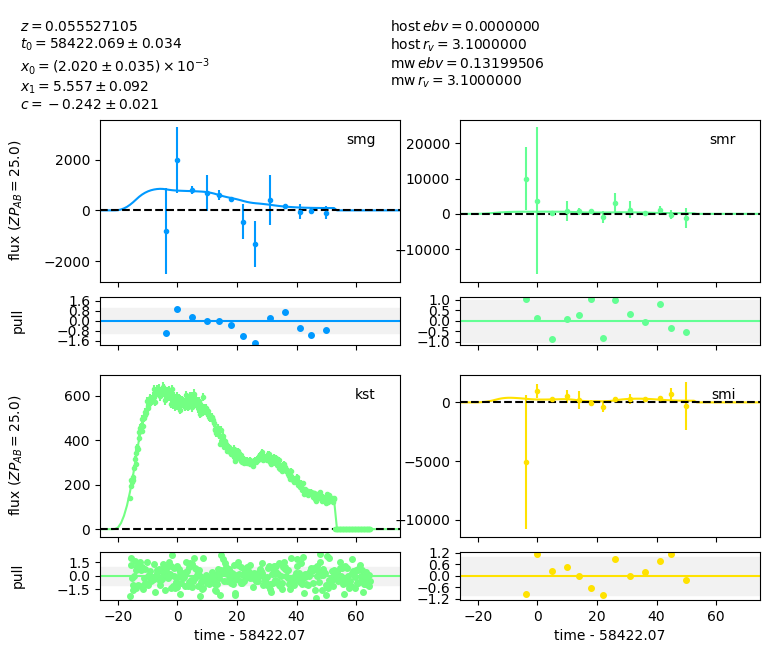 z = 0.055527105
t₀ = 58422.069 ± 0.034
x₀ = (2.020 ± 0.035) × 10⁻³
x₁ = 5.557 ± 0.092
c = −0.242 ± 0.021
host ebv = 0.0000000
host rᵥ = 3.1000000
mw ebv = 0.13199506
mw rᵥ = 3.1000000
smg
flux (ZP_AB = 25.0)
2000
0
−2000
smr
20000
10000
0
−10000
pull
1.6
0.8
0.0
−0.8
−1.6
1.0
0.5
0.0
−0.5
−1.0
kst
flux (ZP_AB = 25.0)
600
400
200
0
smi
0
−5000
−10000
pull
1.5
0.0
−1.5
1.2
0.6
0.0
−0.6
−1.2
−20 0 20 40 60
−20 0 20 40 60
time - 58422.07
time - 58422.07